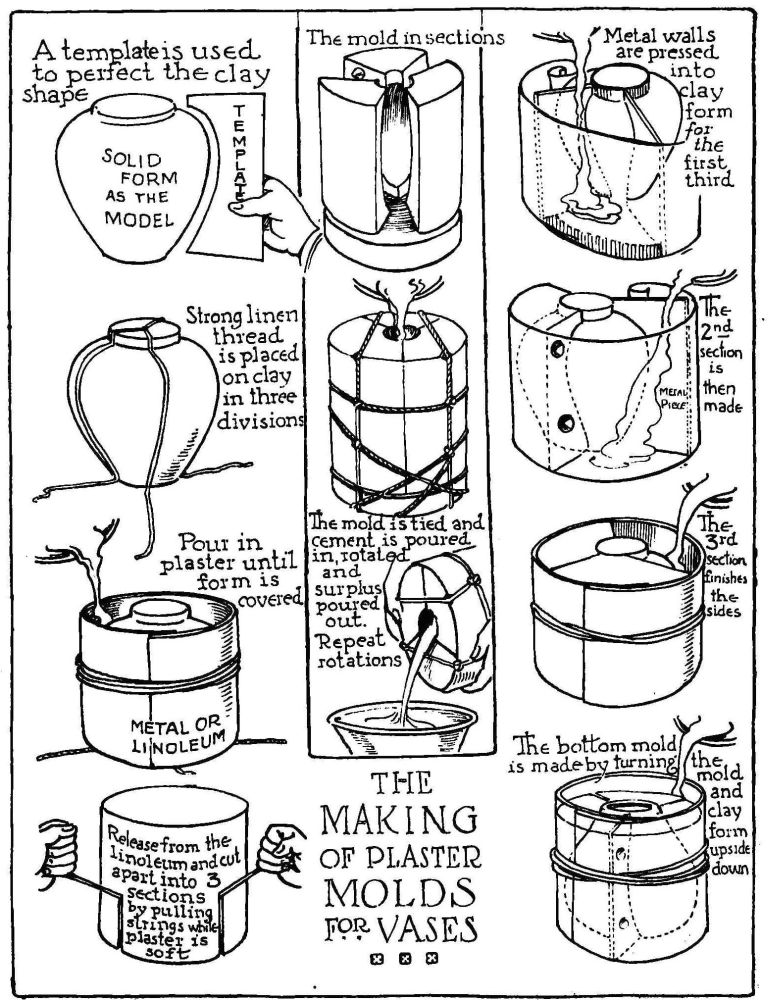 A template is used
to perfect the clay
shape
TEMPLATE
SOLID
FORM
AS THE
MODEL
Strong linen
thread
is placed
on clay
in three
divisions
Pour in
plaster until
form is
covered
METAL OR
LINOLEUM
Release from the
linoleum and cut
apart into 3
sections
by pulling
strings while
plaster is
soft
The mold in sections
The mold is tied and
cement is poured
in, rotated
and
surplus
poured
out.
Repeat
rotations
THE
MAKING
OF PLASTER
MOLDS
FOR VASES
Metal walls
are pressed
into
clay
form
for
the
first
third
The
2nd
section
is
then
made
METAL
PIECE
The
3rd
section
finishes
the
sides
The bottom mold
is made by turning the
mold
and
clay
form
upside
down